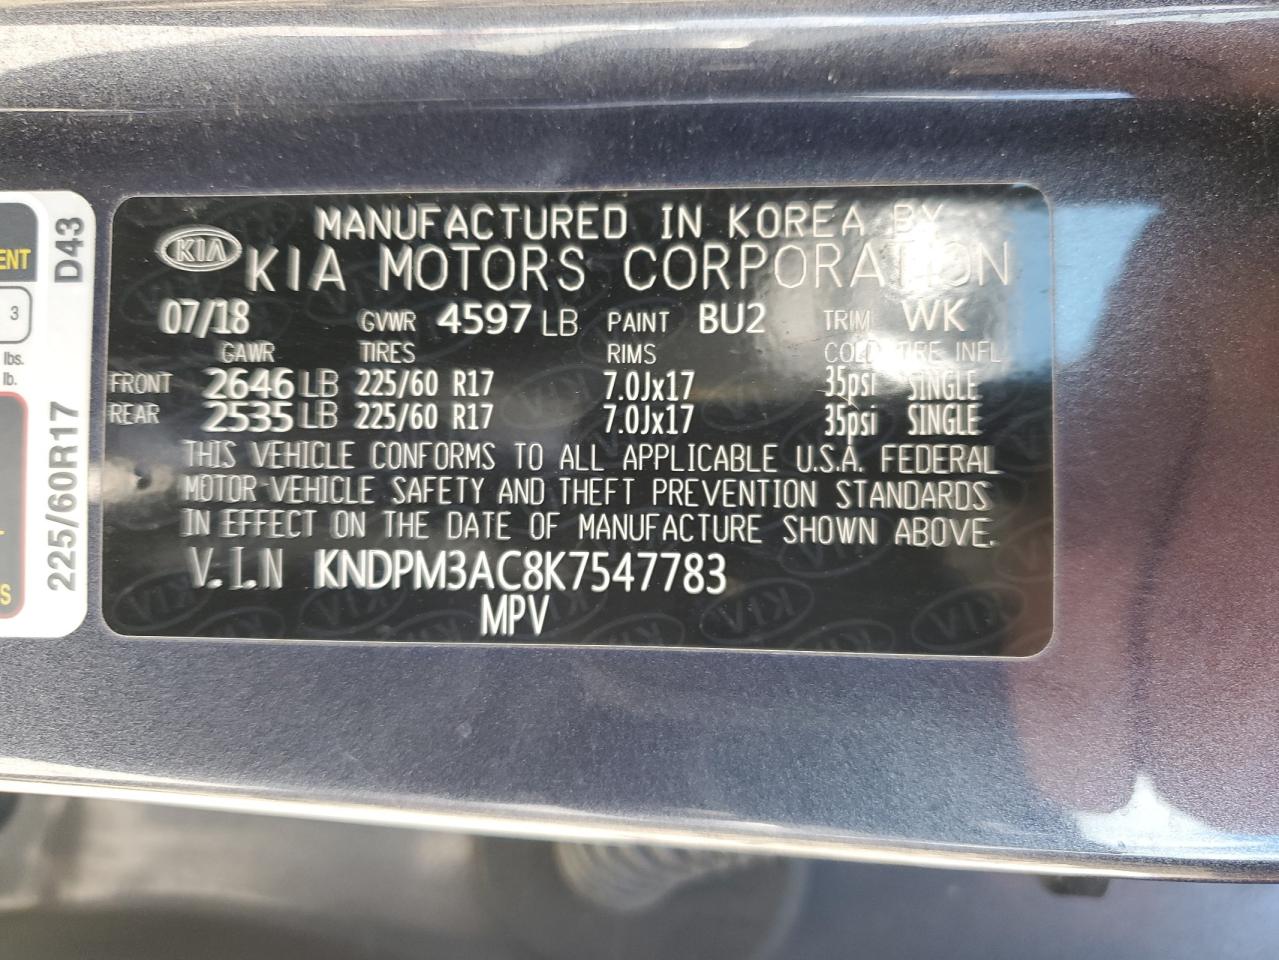 MANUFACTURED IN KOREA BY
KIA KIA MOTORS CORPORATION
07/18 GVWR 4597 LB PAINT BU2 TRIM WK
GAWR TIRES RIMS COLD TIRE INFL
FRONT 2646 LB 225/60 R17 7.0Jx17 35psi SINGLE
REAR 2535 LB 225/60 R17 7.0Jx17 35psi SINGLE
THIS VEHICLE CONFORMS TO ALL APPLICABLE U.S.A. FEDERAL
MOTOR VEHICLE SAFETY AND THEFT PREVENTION STANDARDS
IN EFFECT ON THE DATE OF MANUFACTURE SHOWN ABOVE.
V.I.N KNDPM3AC8K7547783
MPV
225/60R17 D43
3
lbs.
lb.